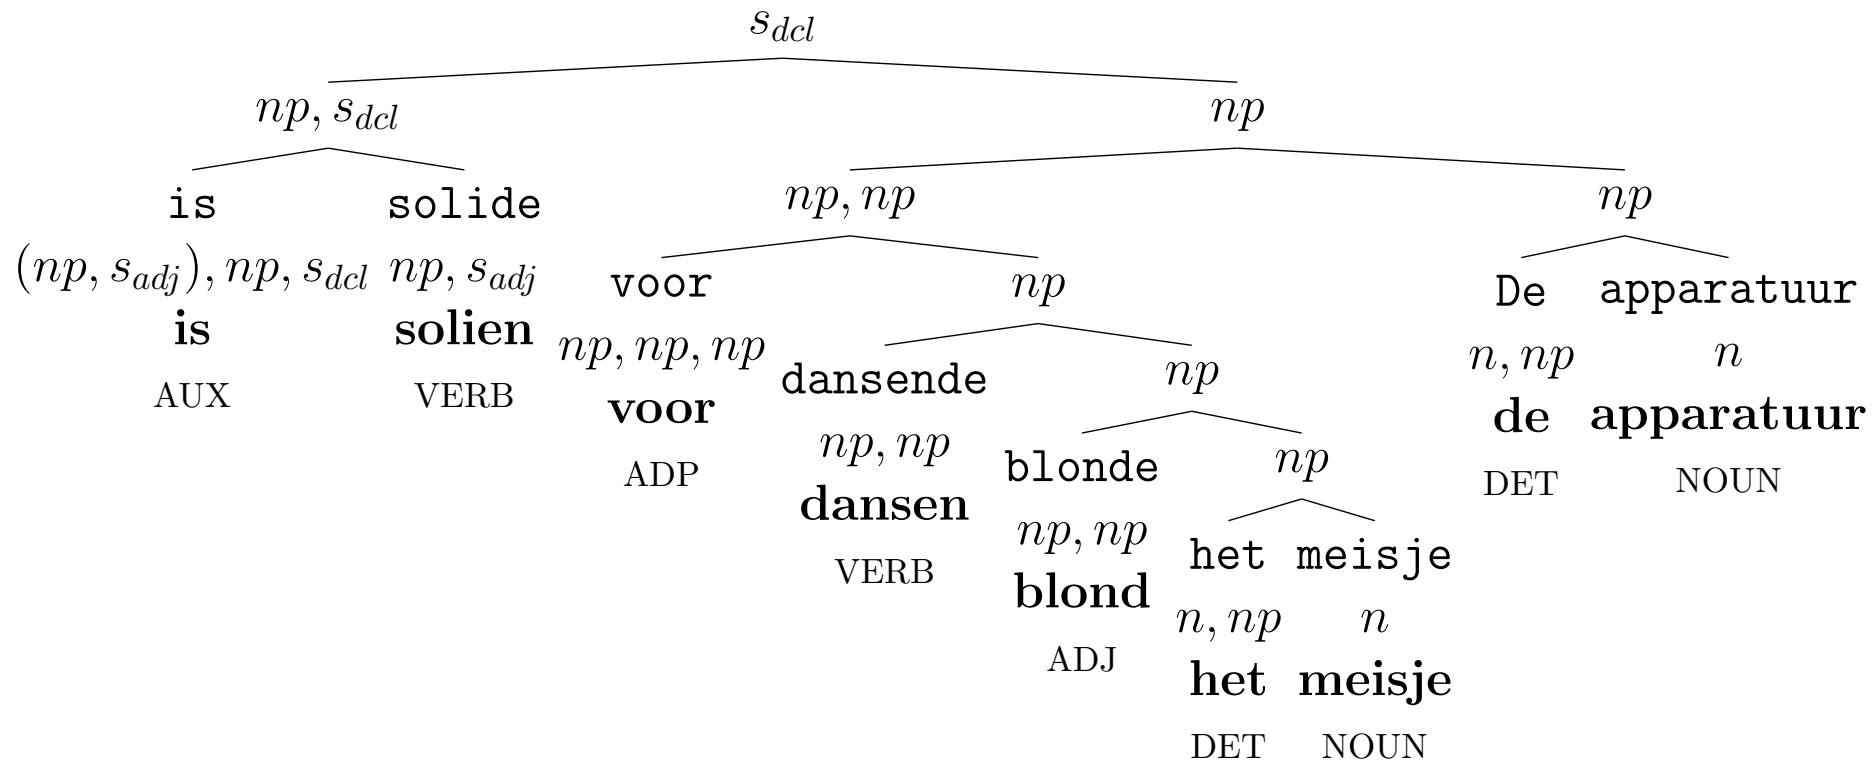 s_dcl
np, s_dcl np
is solide np, np np
(np, s_adj), np, s_dcl np, s_adj voor np De apparatuur
is solien np, np, np dansende np n, np n
AUX VERB voor np, np blonde np de apparatuur
ADP dansen np, np het meisje DET NOUN
VERB blond n, np n
ADJ het meisje
DET NOUN